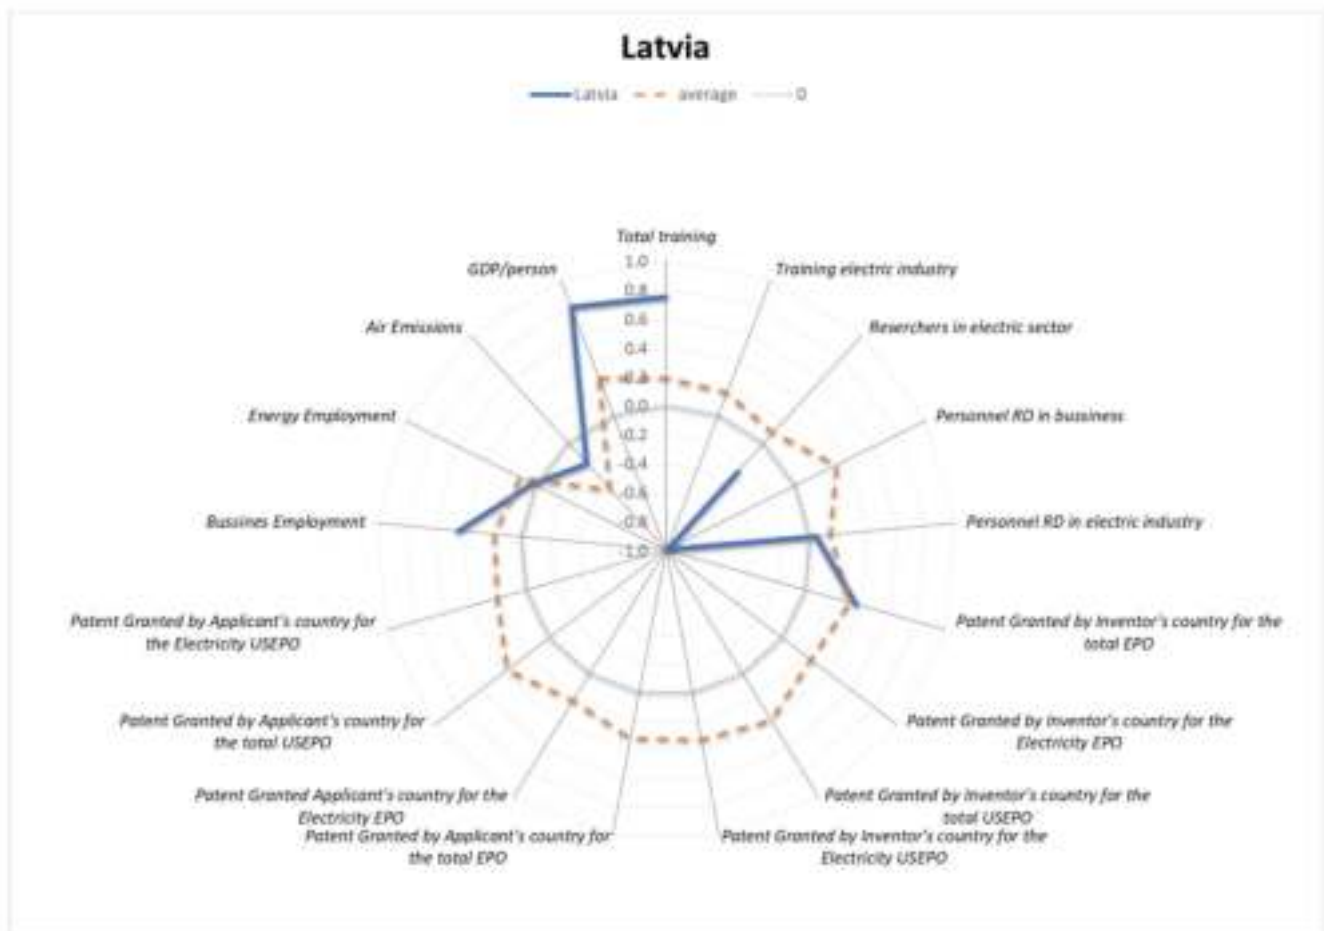 Latvia
Latvia average 0
Total training
GDP/person
Training electric industry
Air Emissions
Reserchers in electric sector
Energy Employment
Personnel RD in bussiness
Bussines Employment
Personnel RD in electric industry
1.0
0.8
0.6
0.4
0.2
0.0
-0.2
-0.4
-0.6
-0.8
-1.0
Patent Granted by Applicant's country for
the Electricity USEPO
Patent Granted by Inventor's country for the
total EPO
Patent Granted by Applicant's country for
the total USEPO
Patent Granted by Inventor's country for the
Electricity EPO
Patent Granted Applicant's country for the
Electricity EPO
Patent Granted by Inventor's country for the
total USEPO
Patent Granted by Applicant's country for
the total EPO
Patent Granted by Inventor's country for the
Electricity USEPO